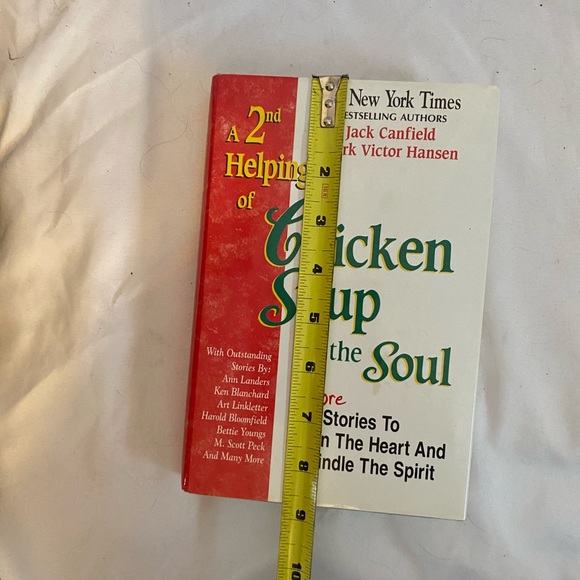 A 2nd
Helping
of
New York Times
ESTSELLING AUTHORS
Jack Canfield
rk Victor Hansen
C icken
S up
the Soul
ore
Stories To
n The Heart And
indle The Spirit
With Outstanding
Stories By:
Ann Landers
Ken Blanchard
Art Linkletter
Harold Bloomfield
Bettie Youngs
M. Scott Peck
And Many More
2
3
4
5
6
7
8
9
10